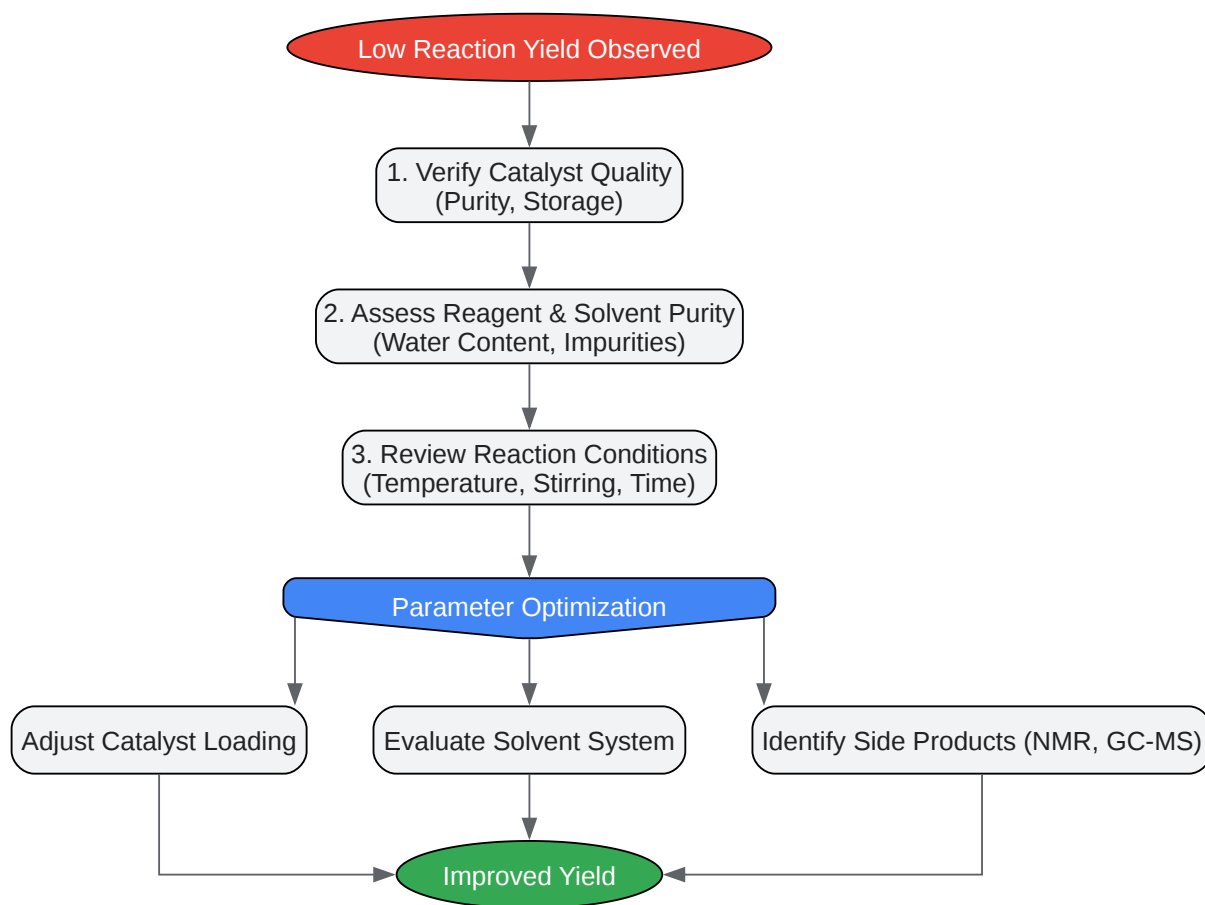 Low Reaction Yield Observed
1. Verify Catalyst Quality
(Purity, Storage)
2. Assess Reagent & Solvent Purity
(Water Content, Impurities)
3. Review Reaction Conditions
(Temperature, Stirring, Time)
Parameter Optimization
Adjust Catalyst Loading
Evaluate Solvent System
Identify Side Products (NMR, GC-MS)
Improved Yield